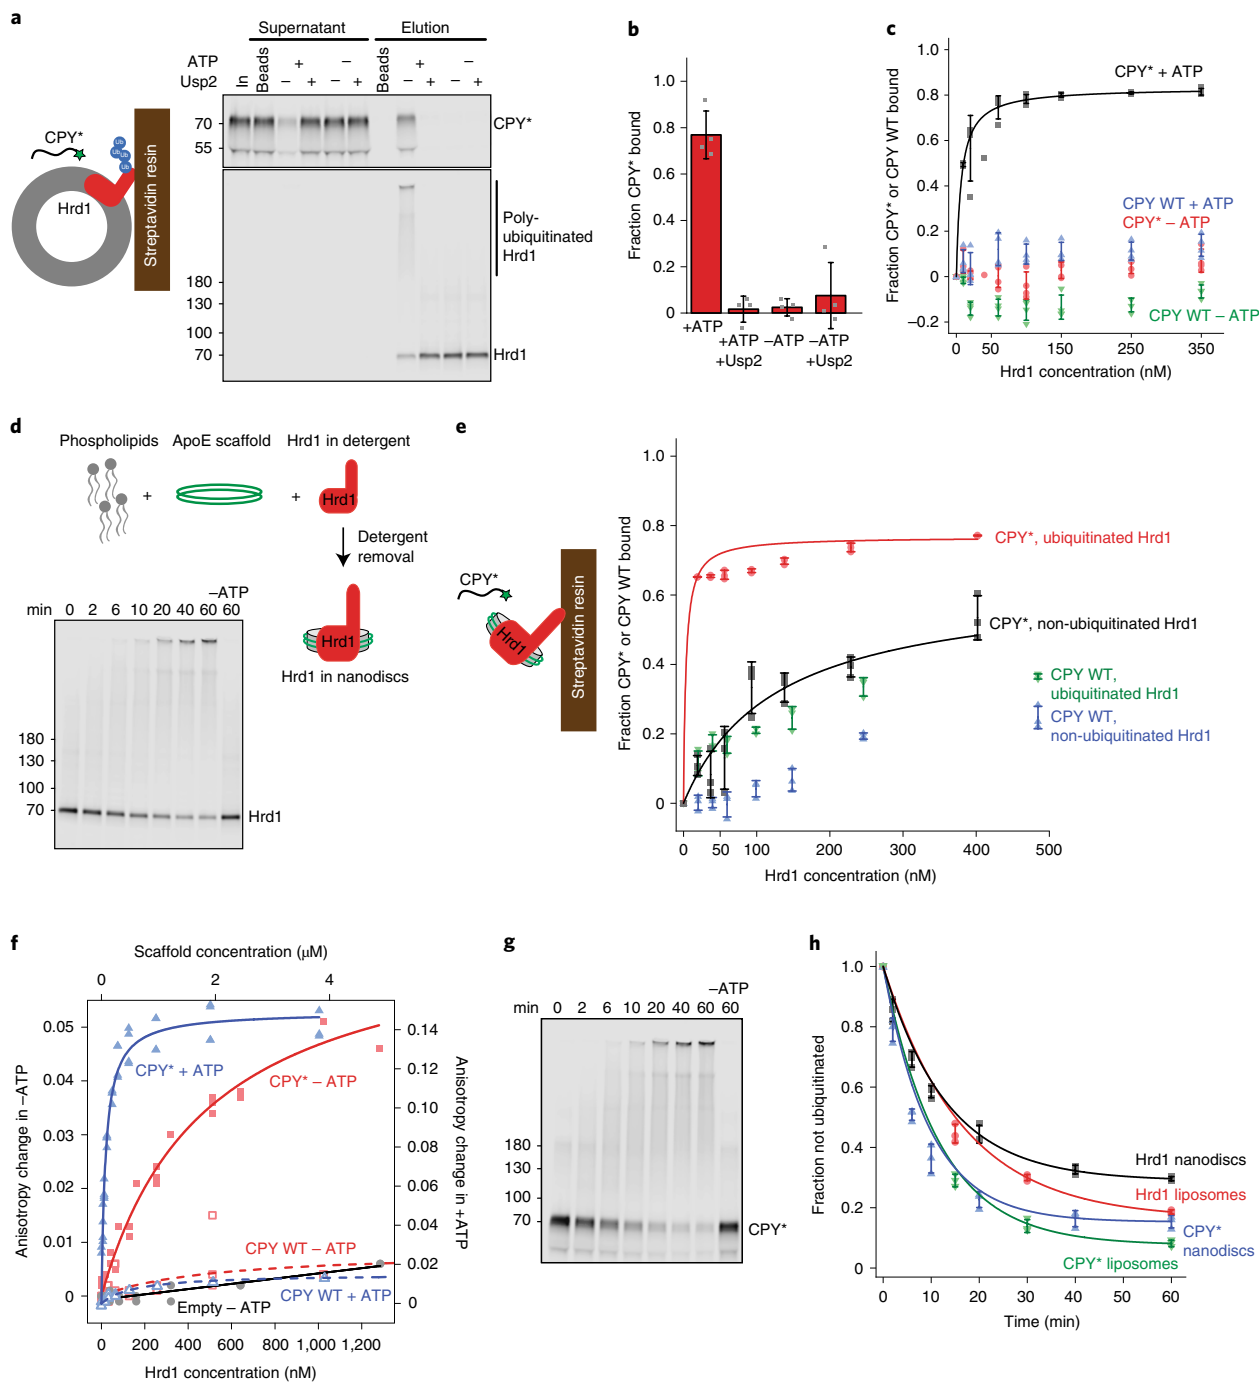 a
Supernatant
Elution
ATP
+
–
+
–
Usp2
In
Beads
–
+
–
+
Beads
–
+
–
+
70
55
CPY*
Poly-
ubiquitinated
Hrd1
180
130
100
70
Hrd1
CPY*
Ub
Ub
Ub
Ub
Hrd1
Streptavidin resin
b
Fraction CPY* bound
1.0
0.8
0.6
0.4
0.2
0
+ATP
+ATP
+Usp2
–ATP
–ATP
+Usp2
c
Fraction CPY* or CPY WT bound
1.0
0.8
0.6
0.4
0.2
0
–0.2
CPY* + ATP
CPY WT + ATP
CPY* – ATP
CPY WT – ATP
0
50
150
250
350
Hrd1 concentration (nM)
d
Phospholipids
ApoE scaffold
Hrd1 in detergent
+
+
Hrd1
Detergent
removal
Hrd1
Hrd1 in nanodiscs
–ATP
min
0
2
6
10
20
40
60
60
180
130
100
70
Hrd1
e
CPY*
Hrd1
Streptavidin resin
Fraction CPY* or CPY WT bound
1.0
0.8
0.6
0.4
0.2
0
CPY*, ubiquitinated Hrd1
CPY*, non-ubiquitinated Hrd1
CPY WT,
ubiquitinated Hrd1
CPY WT,
non-ubiquitinated Hrd1
0
50
100
200
300
400
500
Hrd1 concentration (nM)
f
Scaffold concentration (μM)
0
2
4
Anisotropy change in –ATP
0.05
0.04
0.03
0.02
0.01
0
Anisotropy change in +ATP
0.14
0.12
0.10
0.08
0.06
0.04
0.02
0
CPY* + ATP
CPY* – ATP
CPY WT – ATP
CPY WT + ATP
Empty – ATP
0
200
400
600
800
1,000
1,200
Hrd1 concentration (nM)
g
–ATP
min
0
2
6
10
20
40
60
60
180
130
100
70
CPY*
h
Fraction not ubiquitinated
1.0
0.8
0.6
0.4
0.2
0
Hrd1 nanodiscs
Hrd1 liposomes
CPY*
nanodiscs
CPY* liposomes
0
10
20
30
40
50
60
Time (min)